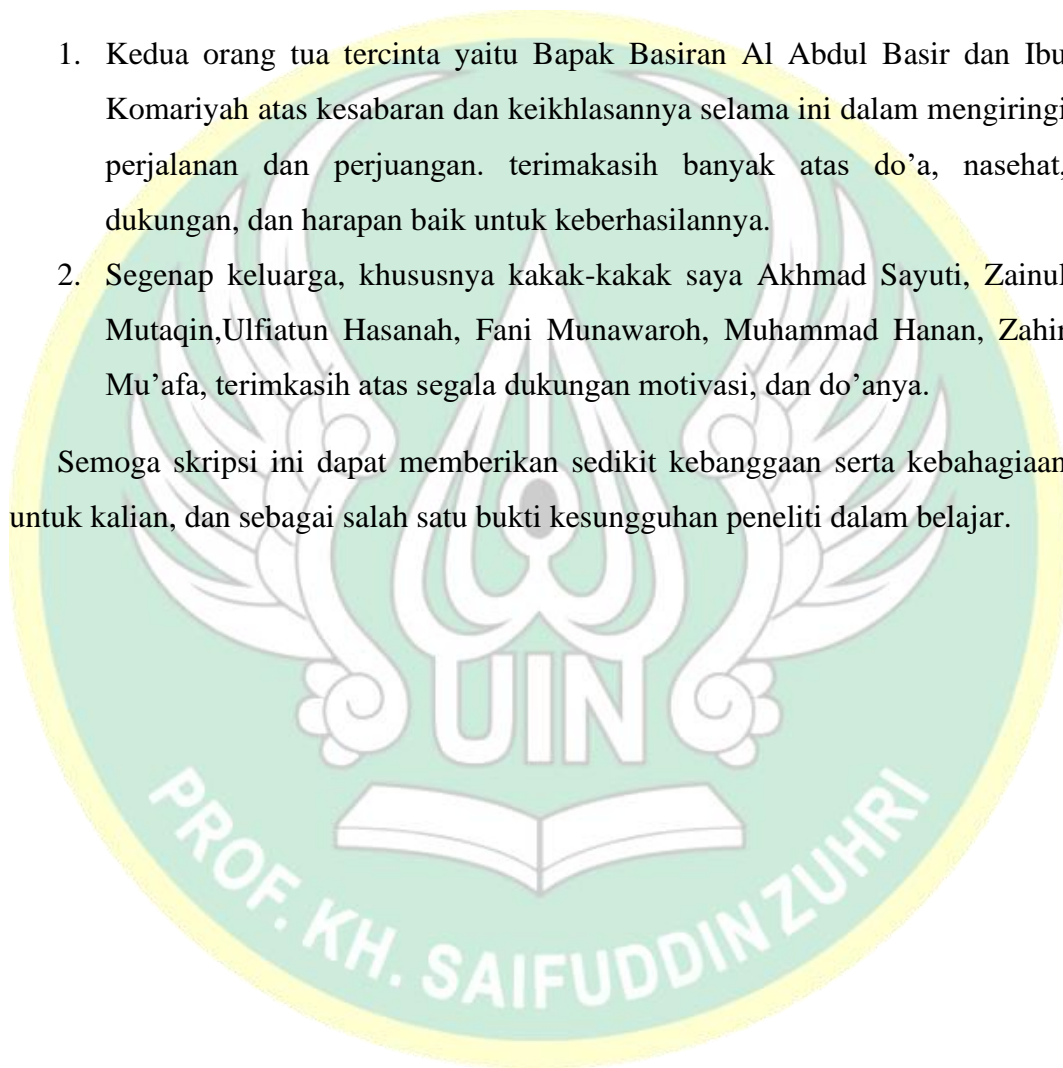 1. Kedua orang tua tercinta yaitu Bapak Basiran Al Abdul Basir dan Ibu
Komariyah atas kesabaran dan keikhlasannya selama ini dalam mengiringi
perjalanan dan perjuangan. terimakasih banyak atas do’a, nasehat,
dukungan, dan harapan baik untuk keberhasilannya.
2. Segenap keluarga, khususnya kakak-kakak saya Akhmad Sayuti, Zainul
Mutaqin,Ulfiatun Hasanah, Fani Munawaroh, Muhammad Hanan, Zahir
Mu’afa, terimkasih atas segala dukungan motivasi, dan do’anya.
Semoga skripsi ini dapat memberikan sedikit kebanggaan serta kebahagiaan
untuk kalian, dan sebagai salah satu bukti kesungguhan peneliti dalam belajar.
UIN
PROF. KH. SAIFUDDIN ZUHRI